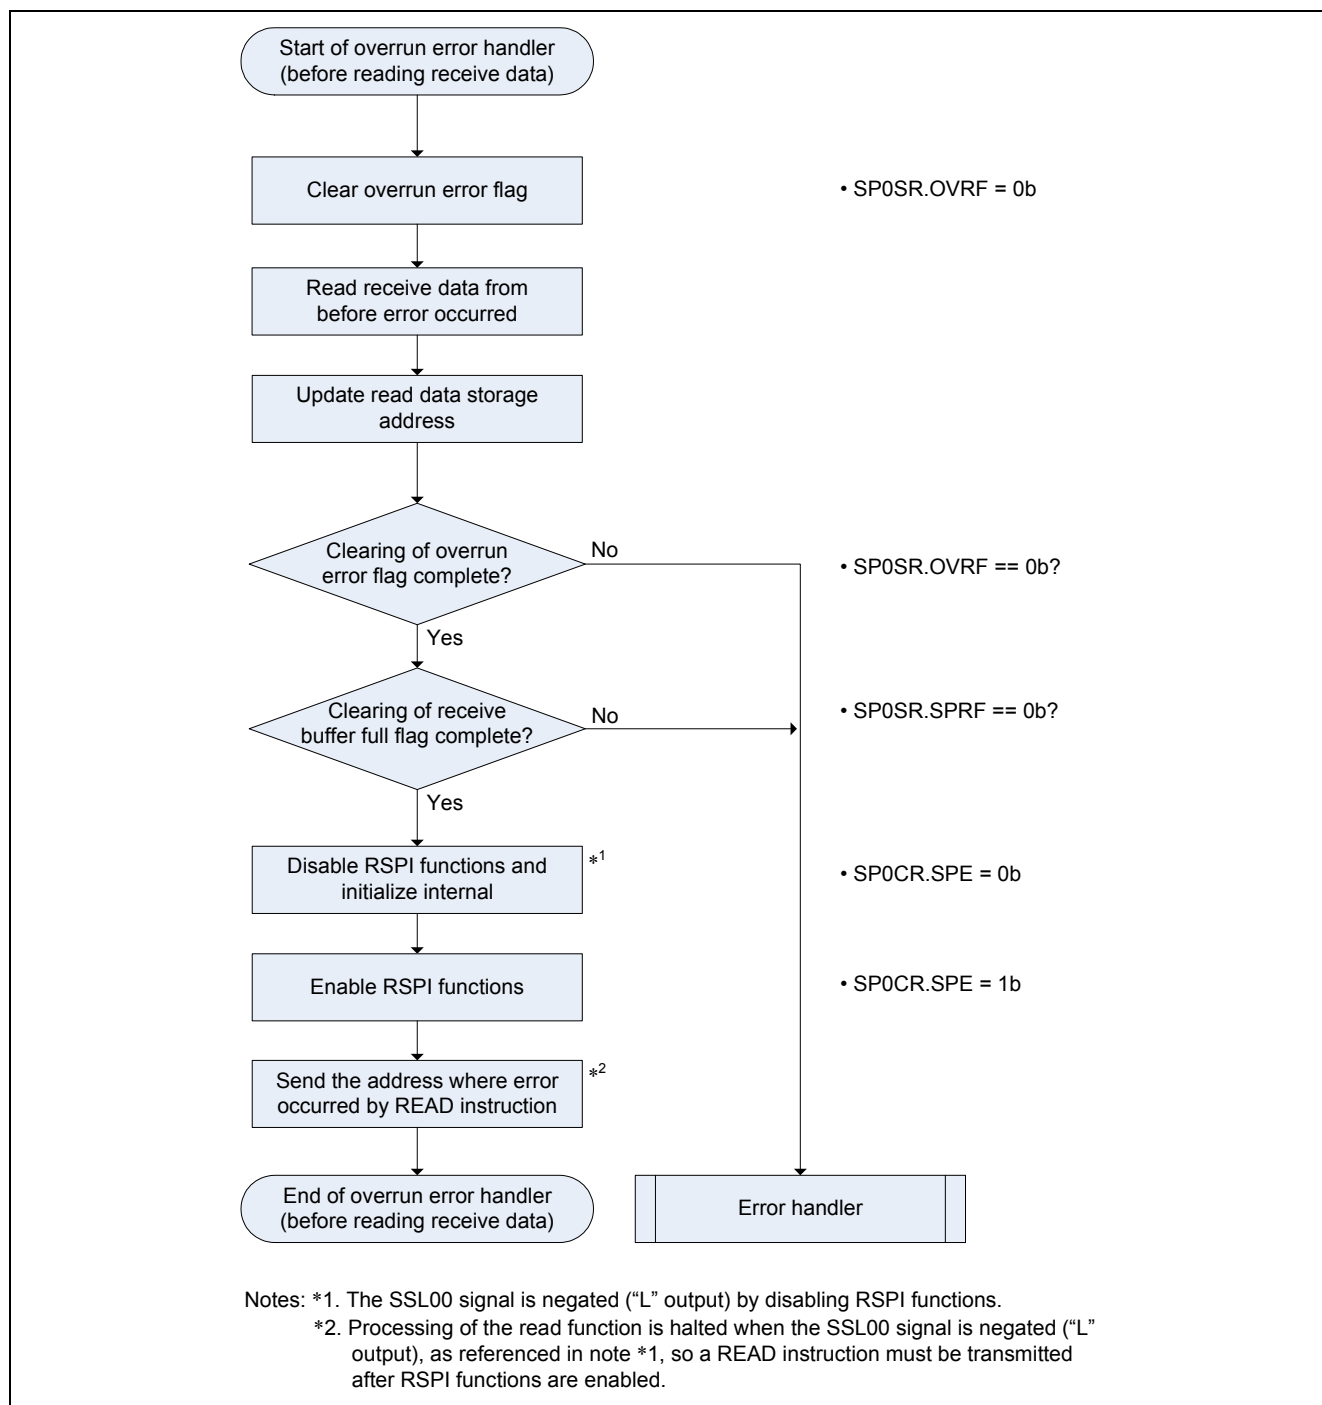 Start of overrun error handler
(before reading receive data)
Clear overrun error flag
• SP0SR.OVRF = 0b
Read receive data from
before error occurred
Update read data storage
address
Clearing of overrun
error flag complete?
No
• SP0SR.OVRF == 0b?
Yes
Clearing of receive
buffer full flag complete?
No
• SP0SR.SPRF == 0b?
Yes
Disable RSPI functions and
initialize internal
*1
• SP0CR.SPE = 0b
Enable RSPI functions
• SP0CR.SPE = 1b
Send the address where error
occurred by READ instruction
*2
End of overrun error handler
(before reading receive data)
Error handler
Notes: *1. The SSL00 signal is negated (“L” output) by disabling RSPI functions.
*2. Processing of the read function is halted when the SSL00 signal is negated (“L”
output), as referenced in note *1, so a READ instruction must be transmitted
after RSPI functions are enabled.